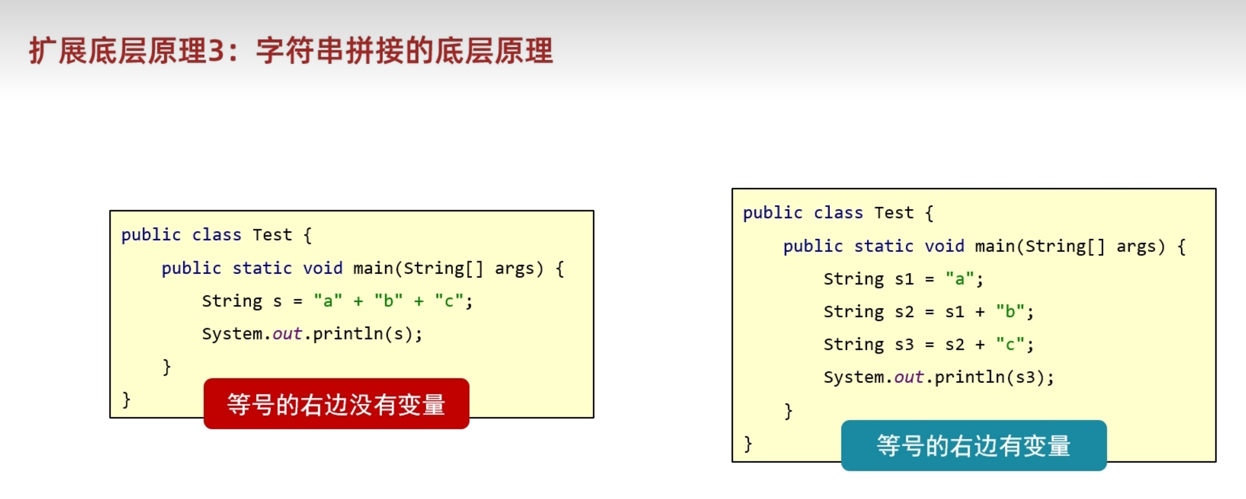 扩展底层原理3：字符串拼接的底层原理
public class Test {
public static void main(String[] args) {
String s = "a" + "b" + "c";
System.out.println(s);
}
}
等号的右边没有变量
public class Test {
public static void main(String[] args) {
String s1 = "a";
String s2 = s1 + "b";
String s3 = s2 + "c";
System.out.println(s3);
}
}
等号的右边有变量